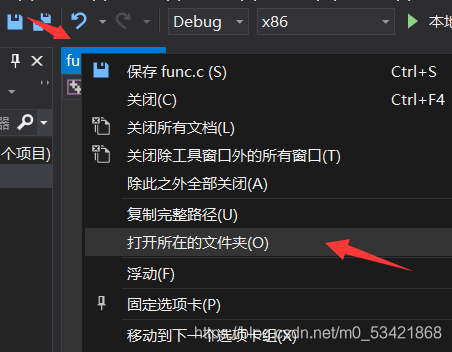 Debug x86 本地
fu
保存 func.c (S) Ctrl+S
关闭(C) Ctrl+F4
关闭所有文档(L)
器
关闭除工具窗口外的所有窗口(T)
个项目)
除此之外全部关闭(A)
复制完整路径(U)
打开所在的文件夹(O)
浮动(F)
固定选项卡(P)
移动到下一个选项卡组(X)
https://blog.csdn.net/m0_53421868